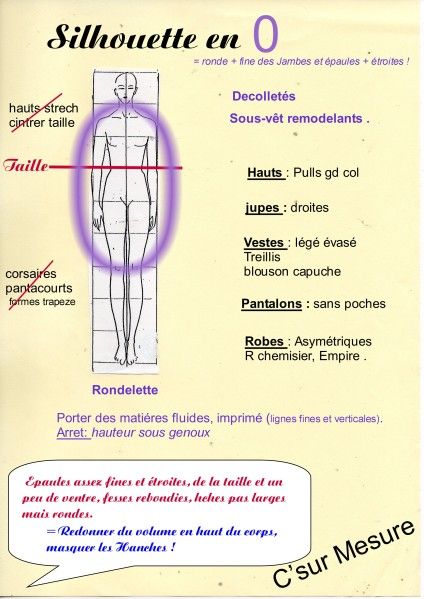 Silhouette en 0
= ronde + fine des Jambes et épaules + étroites !
hauts strech
cintrer taille
Taille
corsaires
pantacourts
formes trapeze
Rondelette
Decolletés
Sous-vêt remodelants .
Hauts : Pulls gd col
jupes : droites
Vestes : légé évasé
Treillis
blouson capuche
Pantalons : sans poches
Robes : Asymétriques
R chemisier, Empire .
Porter des matiéres fluides, imprimé (lignes fines et verticales).
Arret: hauteur sous genoux
Epaules assez fines et étroites, de la taille et un
peu de ventre, fesses rebondies, hches pas larges
mais rondes.
= Redonner du volume en haut du corps,
masquer les Hanches !
C'sur Mesure